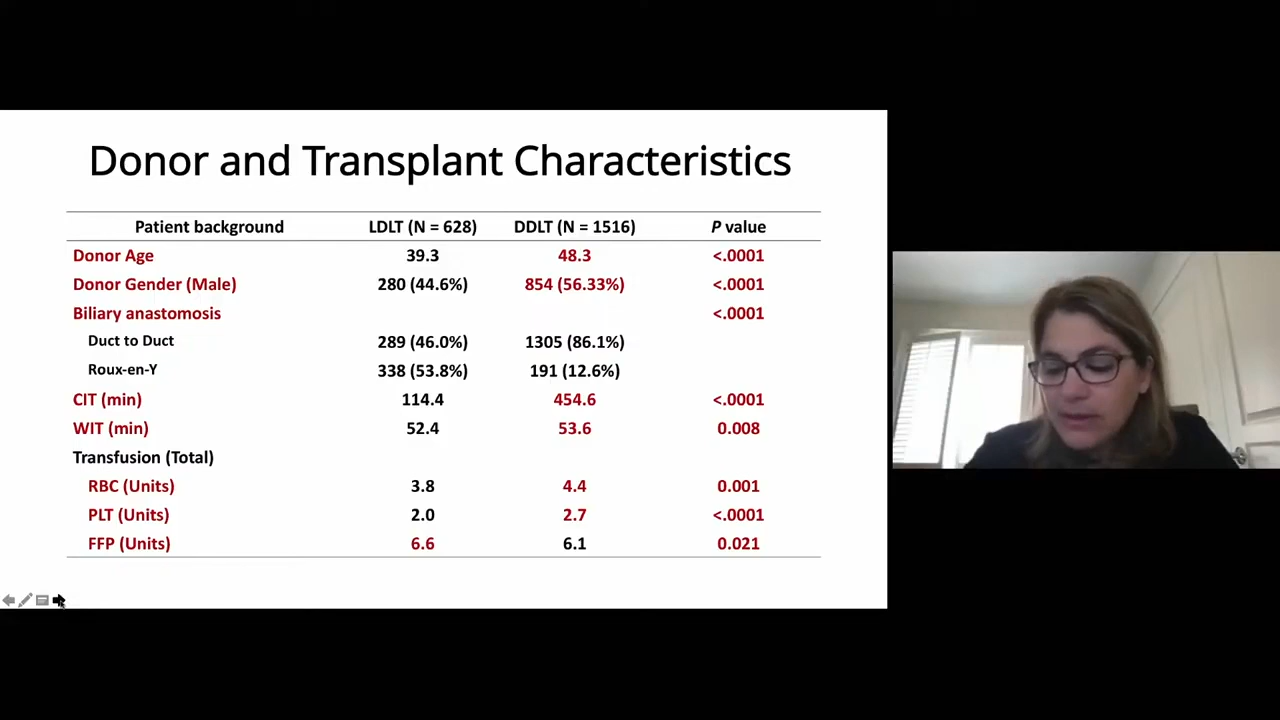 Donor and Transplant Characteristics
Patient background LDLT (N = 628) DDLT (N = 1516) P value
Donor Age 39.3 48.3 <.0001
Donor Gender (Male) 280 (44.6%) 854 (56.33%) <.0001
Biliary anastomosis <.0001
Duct to Duct 289 (46.0%) 1305 (86.1%)
Roux-en-Y 338 (53.8%) 191 (12.6%)
CIT (min) 114.4 454.6 <.0001
WIT (min) 52.4 53.6 0.008
Transfusion (Total)
RBC (Units) 3.8 4.4 0.001
PLT (Units) 2.0 2.7 <.0001
FFP (Units) 6.6 6.1 0.021